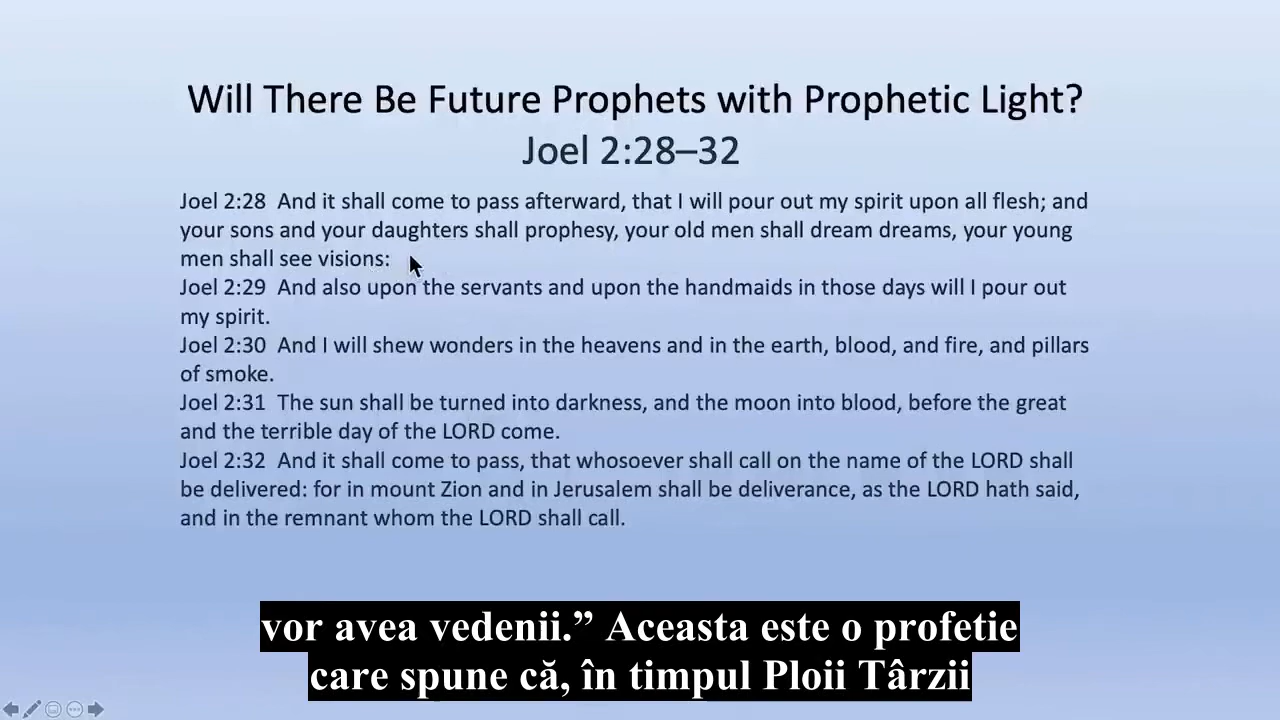 Will There Be Future Prophets with Prophetic Light?
Joel 2:28–32
Joel 2:28  And it shall come to pass afterward, that I will pour out my spirit upon all flesh; and
your sons and your daughters shall prophesy, your old men shall dream dreams, your young
men shall see visions:
Joel 2:29  And also upon the servants and upon the handmaids in those days will I pour out
my spirit.
Joel 2:30  And I will shew wonders in the heavens and in the earth, blood, and fire, and pillars
of smoke.
Joel 2:31  The sun shall be turned into darkness, and the moon into blood, before the great
and the terrible day of the LORD come.
Joel 2:32  And it shall come to pass, that whosoever shall call on the name of the LORD shall
be delivered: for in mount Zion and in Jerusalem shall be deliverance, as the LORD hath said,
and in the remnant whom the LORD shall call.
vor avea vedenii.” Aceasta este o profetie
care spune că, în timpul Ploii Târzii